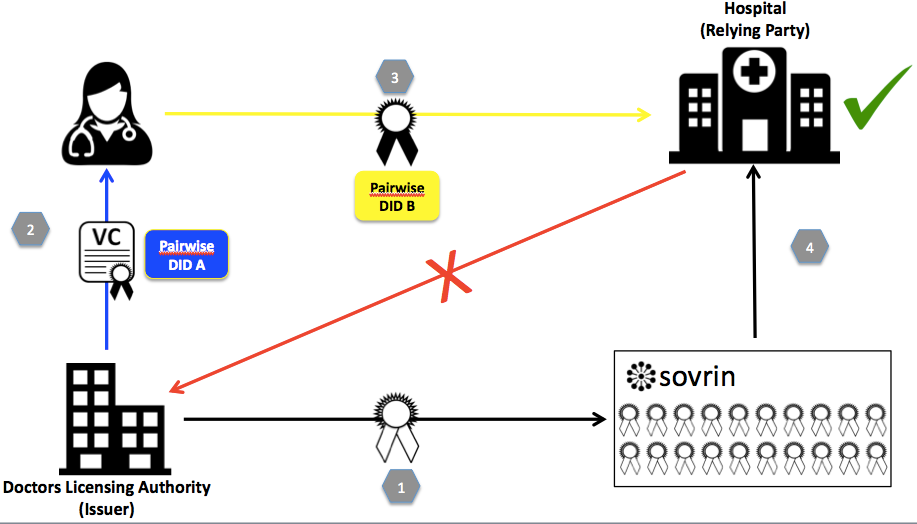 Hospital
(Relying Party)
3
Pairwise
DID B
2
VC
Pairwise
DID A
4
sovrin
1
Doctors Licensing Authority
(Issuer)